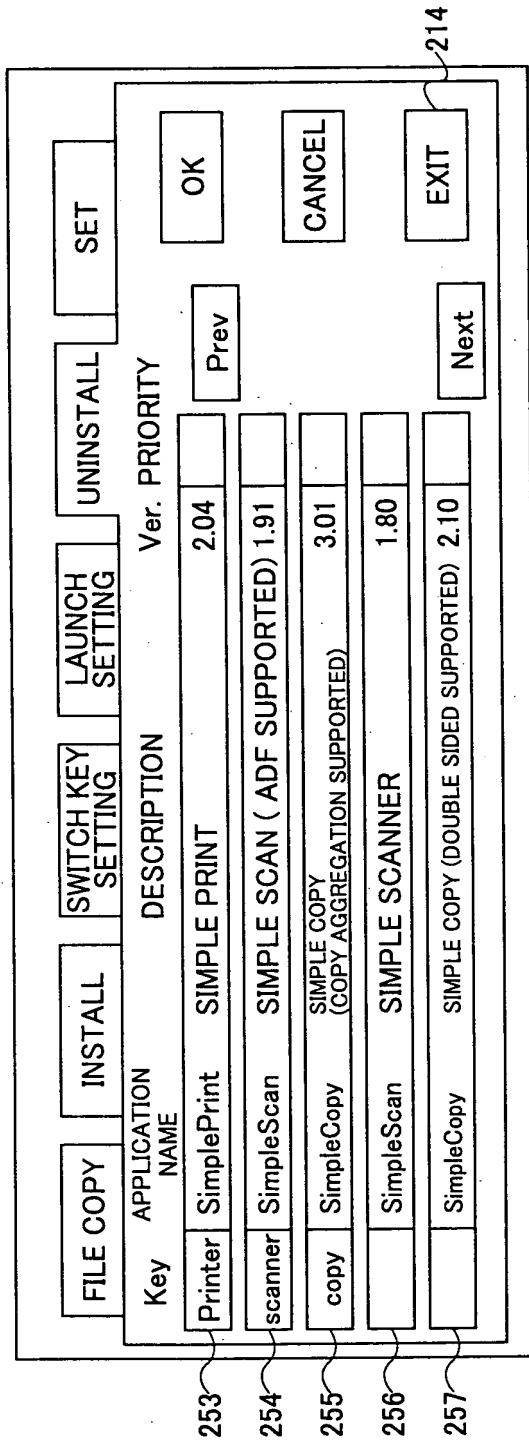 FILE COPY
INSTALL
SWITCH KEY
SETTING
LAUNCH
SETTING
UNINSTALL
SET
Key
APPLICATION
NAME
DESCRIPTION
Ver.
PRIORITY
Printer SimplePrint SIMPLE PRINT 2.04
scanner SimpleScan SIMPLE SCAN ( ADF SUPPORTED) 1.91
copy SimpleCopy SIMPLE COPY
(COPY AGGREGATION SUPPORTED) 3.01
SimpleScan SIMPLE SCANNER 1.80
SimpleCopy SIMPLE COPY (DOUBLE SIDED SUPPORTED) 2.10
Prev
Next
OK
CANCEL
EXIT
214
253
254
255
256
257